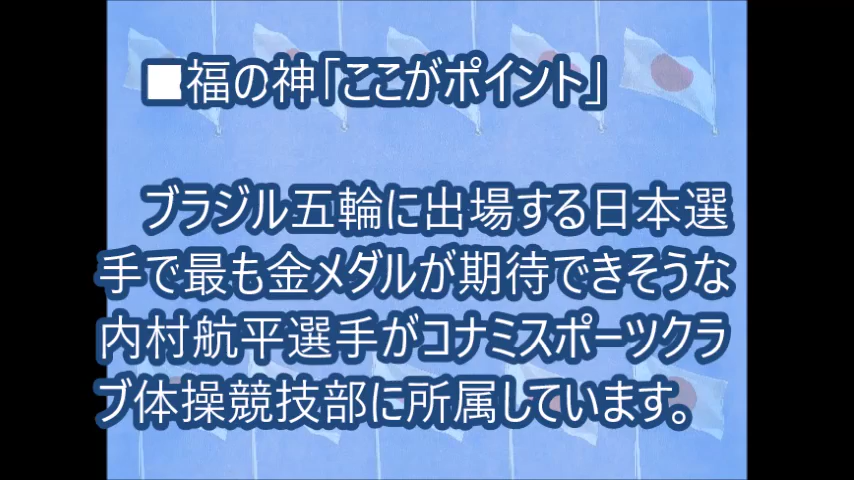 ■福の神｢ここがポイント｣
ブラジル五輪に出場する日本選
手で最も金メダルが期待できそうな
内村航平選手がコナミスポーツクラ
ブ体操競技部に所属しています。